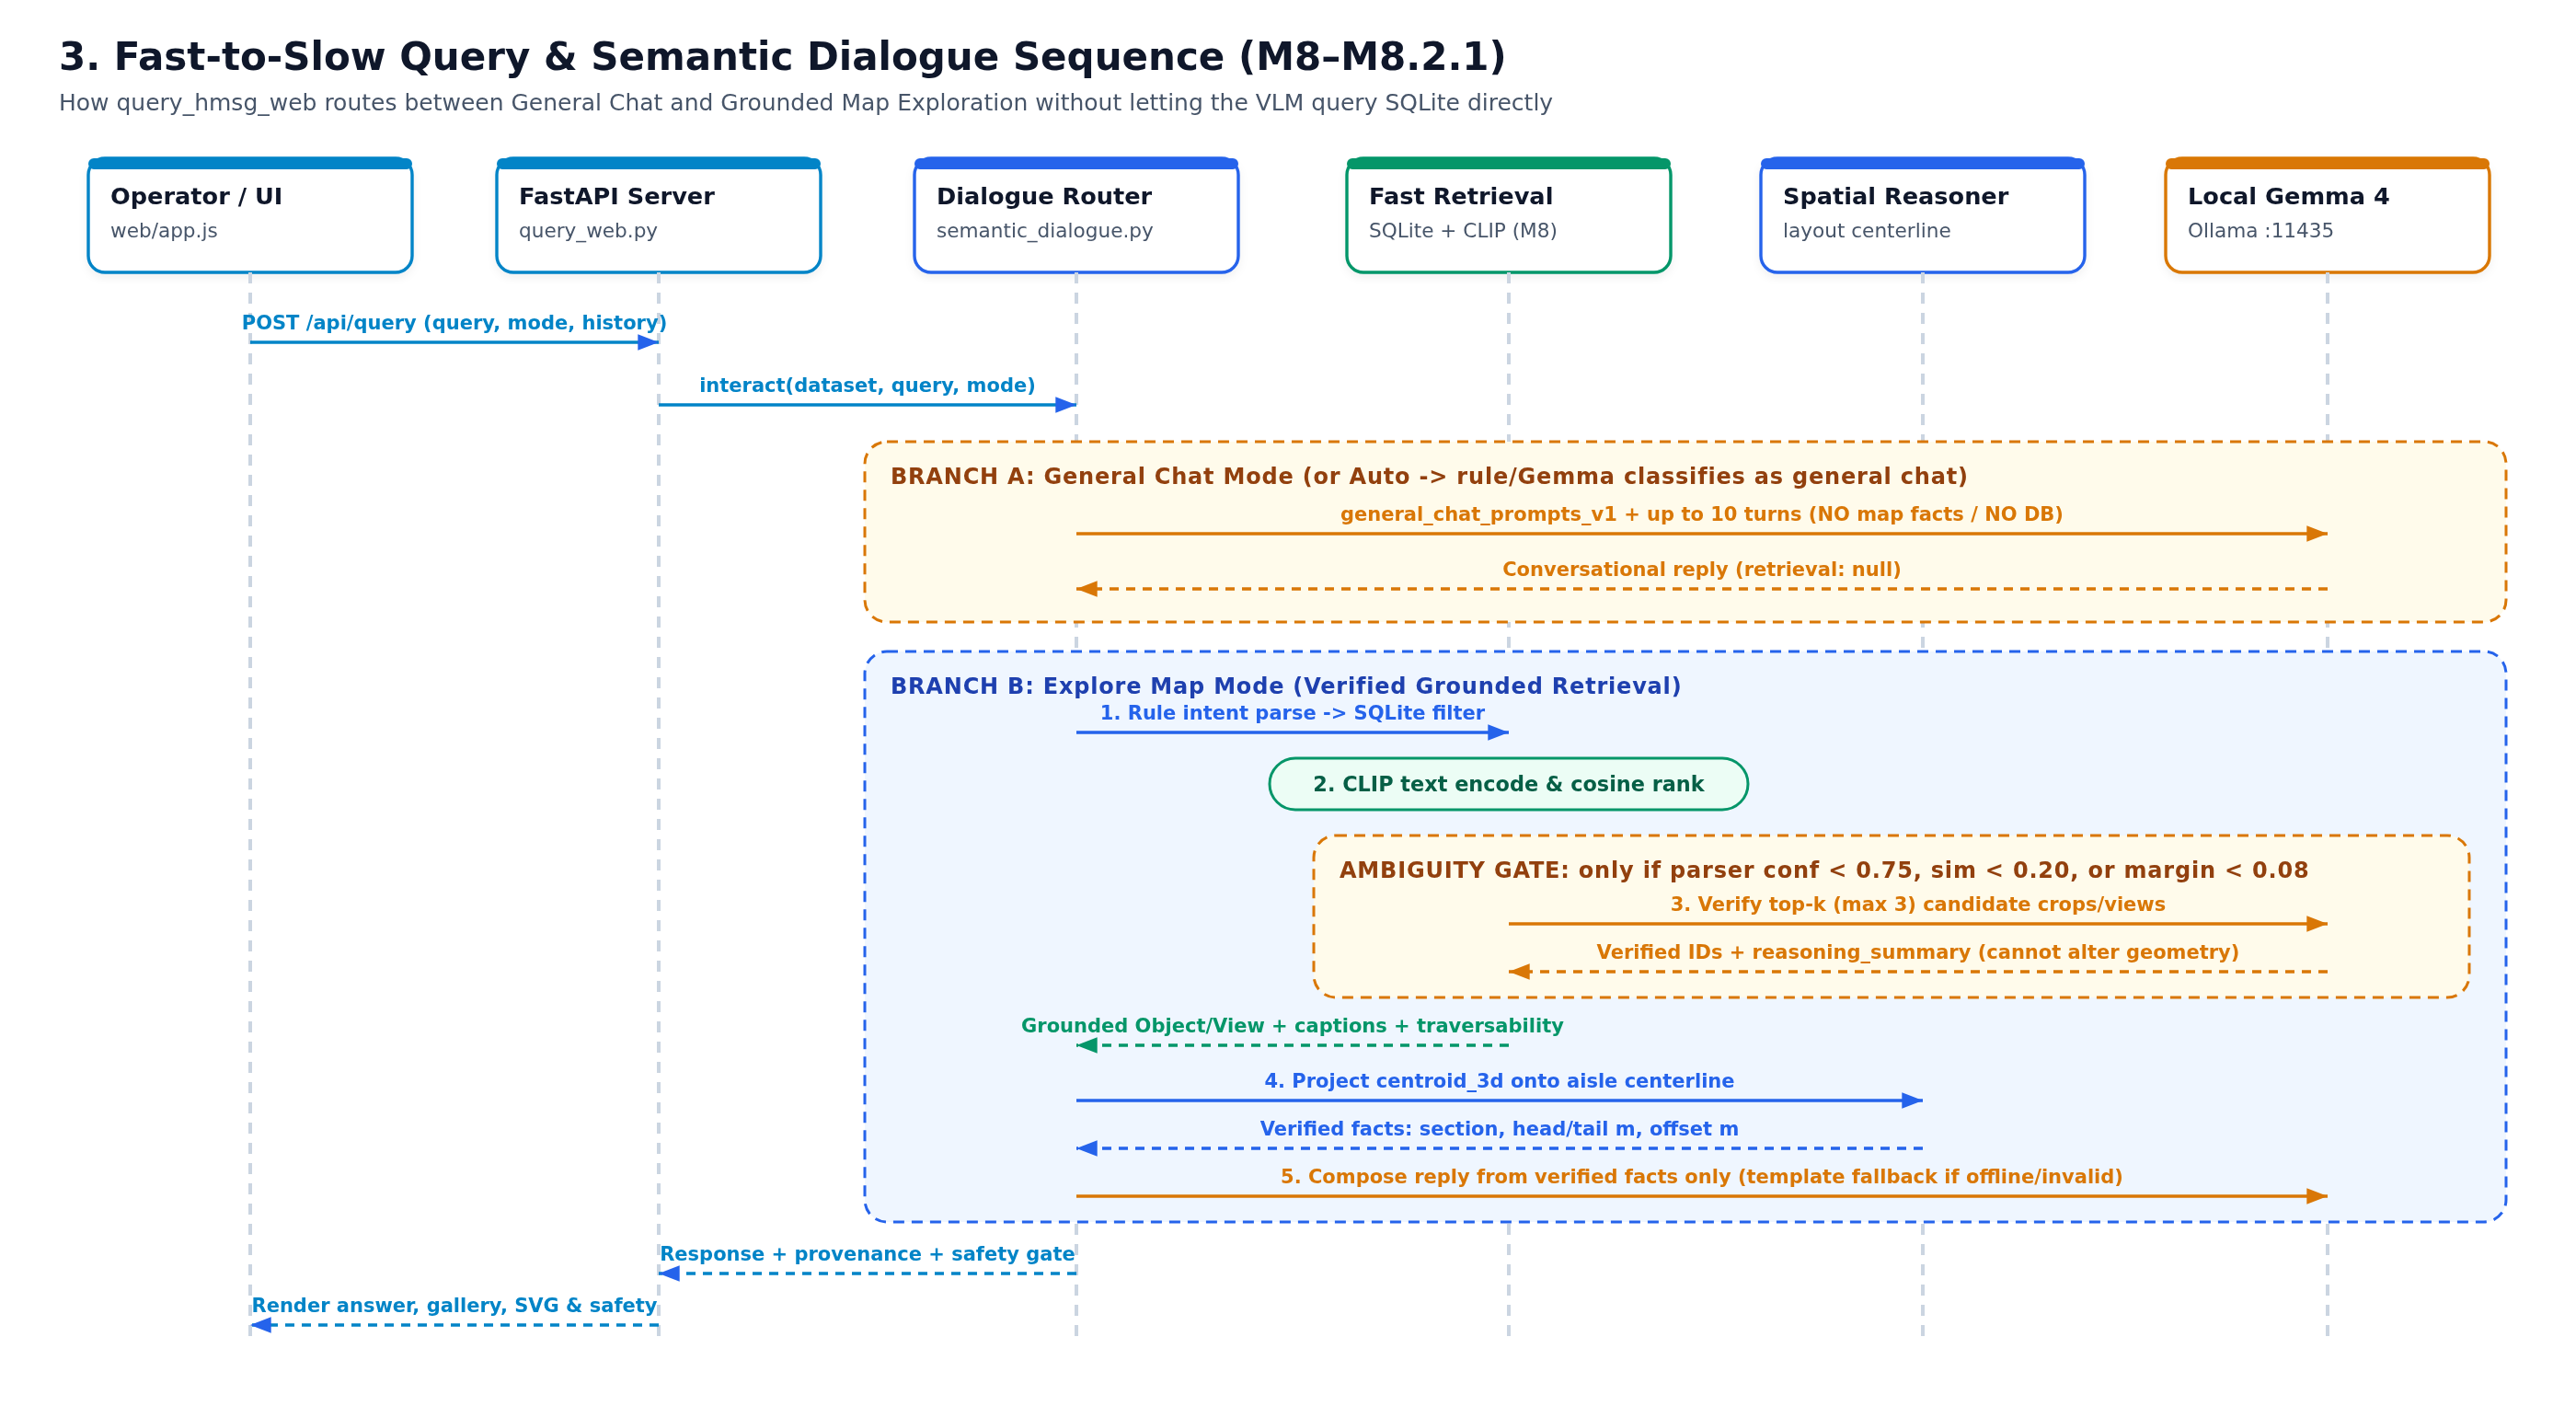 3. Fast-to-Slow Query & Semantic Dialogue Sequence (M8–M8.2.1)
How query_hmsg_web routes between General Chat and Grounded Map Exploration without letting the VLM query SQLite directly
Operator / UI
web/app.js
FastAPI Server
query_web.py
Dialogue Router
semantic_dialogue.py
Fast Retrieval
SQLite + CLIP (M8)
Spatial Reasoner
layout centerline
Local Gemma 4
Ollama :11435
POST /api/query (query, mode, history)
interact(dataset, query, mode)
BRANCH A: General Chat Mode (or Auto -> rule/Gemma classifies as general chat)
general_chat_prompts_v1 + up to 10 turns (NO map facts / NO DB)
Conversational reply (retrieval: null)
BRANCH B: Explore Map Mode (Verified Grounded Retrieval)
1. Rule intent parse -> SQLite filter
2. CLIP text encode & cosine rank
AMBIGUITY GATE: only if parser conf < 0.75, sim < 0.20, or margin < 0.08
3. Verify top-k (max 3) candidate crops/views
Verified IDs + reasoning_summary (cannot alter geometry)
Grounded Object/View + captions + traversability
4. Project centroid_3d onto aisle centerline
Verified facts: section, head/tail m, offset m
5. Compose reply from verified facts only (template fallback if offline/invalid)
Response + provenance + safety gate
Render answer, gallery, SVG & safety